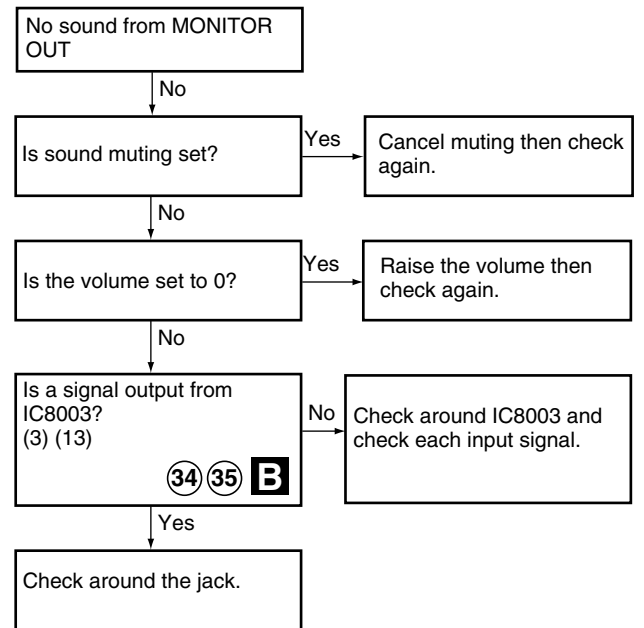 No sound from MONITOR
OUT
No
Is sound muting set?
Yes
Cancel muting then check
again.
No
Is the volume set to 0?
Yes
Raise the volume then
check again.
No
Is a signal output from
IC8003?
(3) (13)
34 35 B
No
Check around IC8003 and
check each input signal.
Yes
Check around the jack.